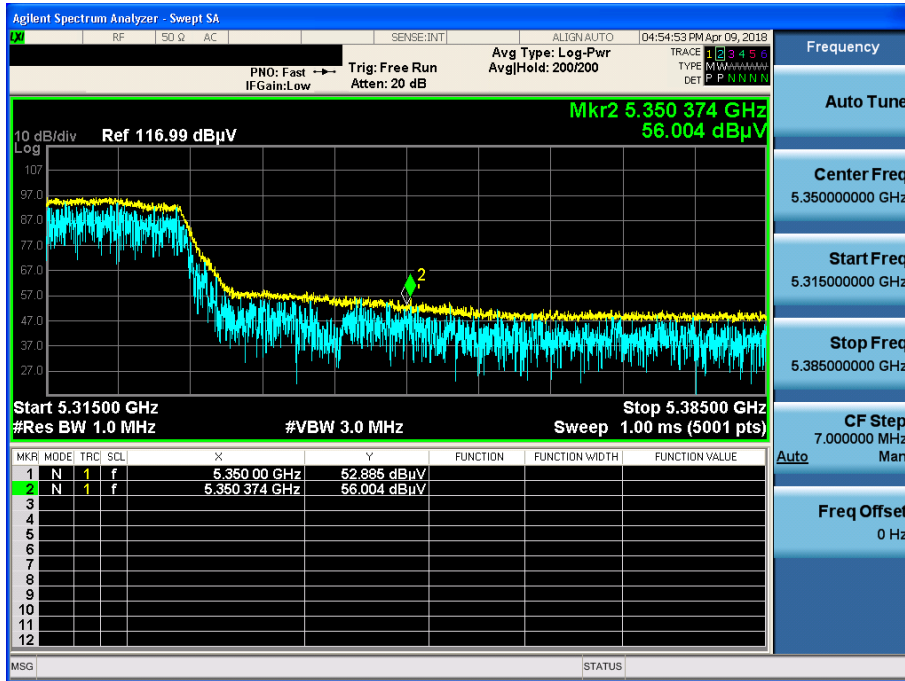 Agilent Spectrum Analyzer - Swept SA
LXI RF 50 Ω AC SENSE:INT ALIGN AUTO 04:54:53 PM Apr 09, 2018
PNO: Fast Trig: Free Run Avg Type: Log-Pwr TRACE 1 2 3 4 5 6
IFGain:Low Atten: 20 dB Avg|Hold: 200/200 TYPE M W
DET P P N N N N
Frequency
Mkr2 5.350 374 GHz
56.004 dBµV
10 dB/div Ref 116.99 dBµV
Log
107
97.0
87.0
77.0
67.0
57.0
47.0
37.0
27.0
2
Start 5.31500 GHz Stop 5.38500 GHz
#Res BW 1.0 MHz #VBW 3.0 MHz Sweep 1.00 ms (5001 pts)
MKR MODE TRC SCL X Y FUNCTION FUNCTION WIDTH FUNCTION VALUE
1 N 1 f 5.350 00 GHz 52.885 dBµV
2 N 1 f 5.350 374 GHz 56.004 dBµV
3
4
5
6
7
8
9
10
11
12
MSG STATUS
Auto Tune
Center Freq
5.350000000 GHz
Start Freq
5.315000000 GHz
Stop Freq
5.385000000 GHz
CF Step
7.000000 MHz
Auto Man
Freq Offset
0 Hz